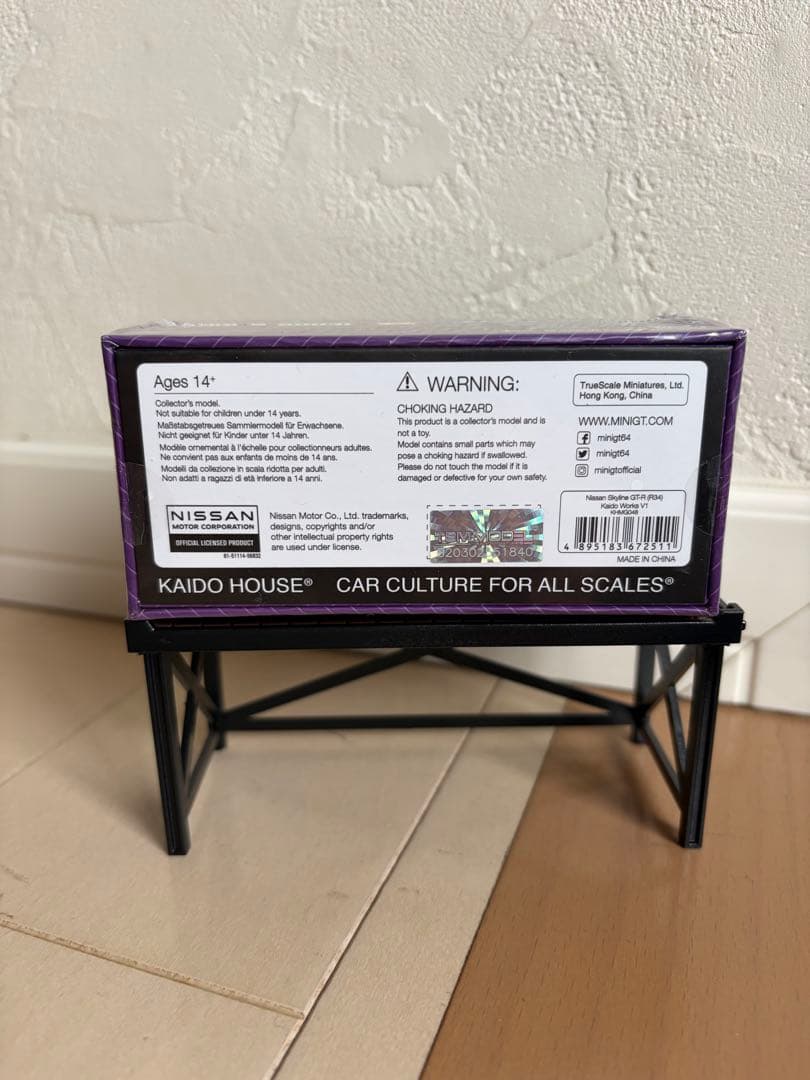 Ages 14+
Collector's model.
Not suitable for children under 14 years.
Maßstabsgetreues Sammlermodell für Erwachsene.
Nicht geeignet für Kinder unter 14 Jahren.
Modèle ornemental à l'échelle pour collectionneurs adultes.
Ne convient pas aux enfants de moins de 14 ans.
Modelli da collezione in scala ridotta per adulti.
Non adatti a ragazzi di età inferiore a 14 anni.
WARNING:
CHOKING HAZARD
This product is a collector's model and is
not a toy.
Model contains small parts which may
pose a choking hazard if swallowed.
Please do not touch the model if it is
damaged or defective for your own safety.
TrueScale Miniatures, Ltd.
Hong Kong, China
WWW.MINIGT.COM
minigt64
minigt64
minigtofficial
NISSAN
MOTOR CORPORATION
OFFICIAL LICENSED PRODUCT
Nissan Motor Co., Ltd. trademarks,
designs, copyrights and/or
other intellectual property rights
are used under license.
Nissan Skyline GT-R (R34)
Kaido Works V1
KHMG048
4 895183 672511
MADE IN CHINA
KAIDO HOUSE® CAR CULTURE FOR ALL SCALES®